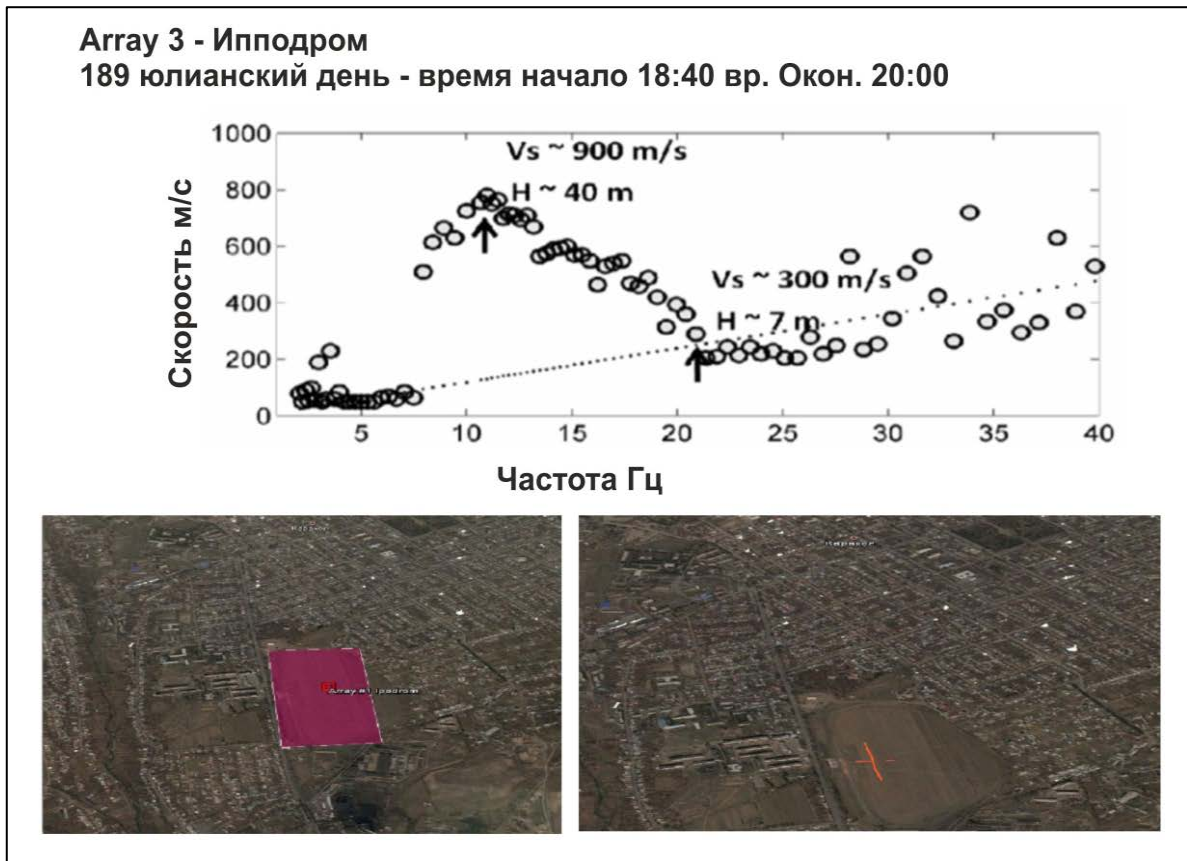 Array 3 - Ипподром
189 юлианский день - время начало 18:40 вр. Окон. 20:00
1000
800
600
400
200
0
Скорость м/с
Vs ~ 900 m/s
H ~ 40 m
Vs ~ 300 m/s
H ~ 7 m
5 10 15 20 25 30 35 40
Частота Гц